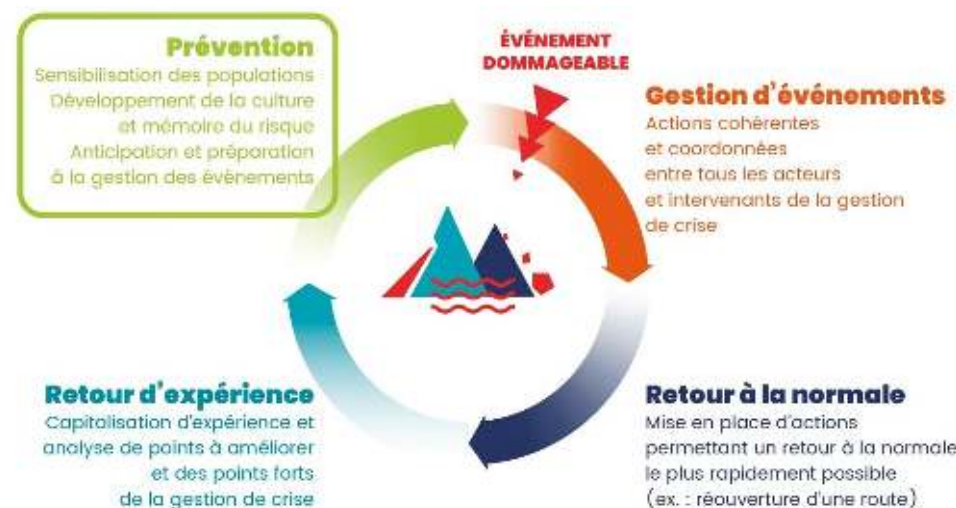 Prévention
Sensibilisation des populations
Développement de la culture
et mémoire du risque
Anticipation et préparation
à la gestion des évènements
ÉVÉNEMENT
DOMMAGEABLE
Gestion d'événements
Actions cohérentes
et coordonnées
entre tous les acteurs
et intervenants de la gestion
de crise
Retour d'expérience
Capitalisation d'expérience et
analyse de points à améliorer
et des points forts
de la gestion de crise
Retour à la normale
Mise en place d'actions
permettant un retour à la normale
le plus rapidement possible
(ex. : réouverture d'une route)